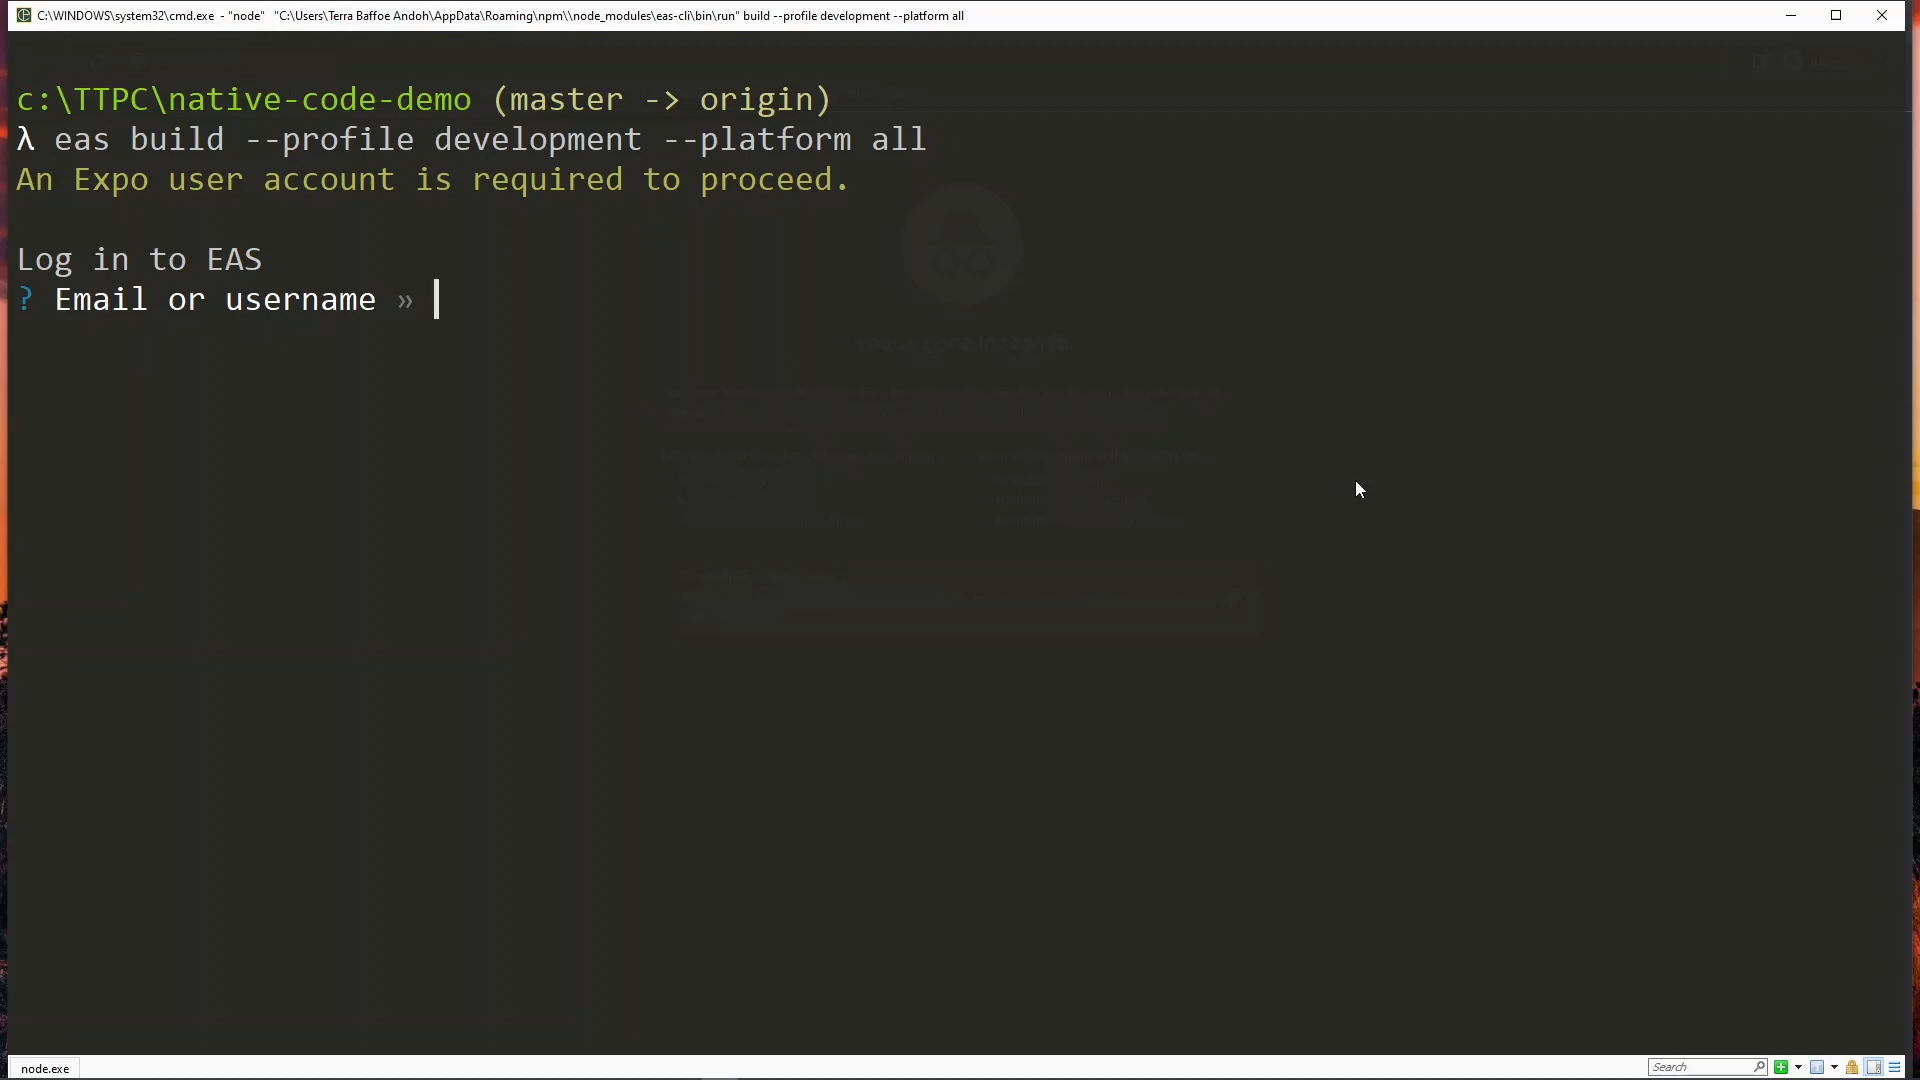 C:\WINDOWS\system32\cmd.exe - "node" "C:\Users\Terra Baffoe Andoh\AppData\Roaming\npm\\node_modules\eas-cli\bin\run" build --profile development --platform all
c:\TTPC\native-code-demo (master -> origin)
λ eas build --profile development --platform all
An Expo user account is required to proceed.
Log in to EAS
? Email or username »
node.exe
Search